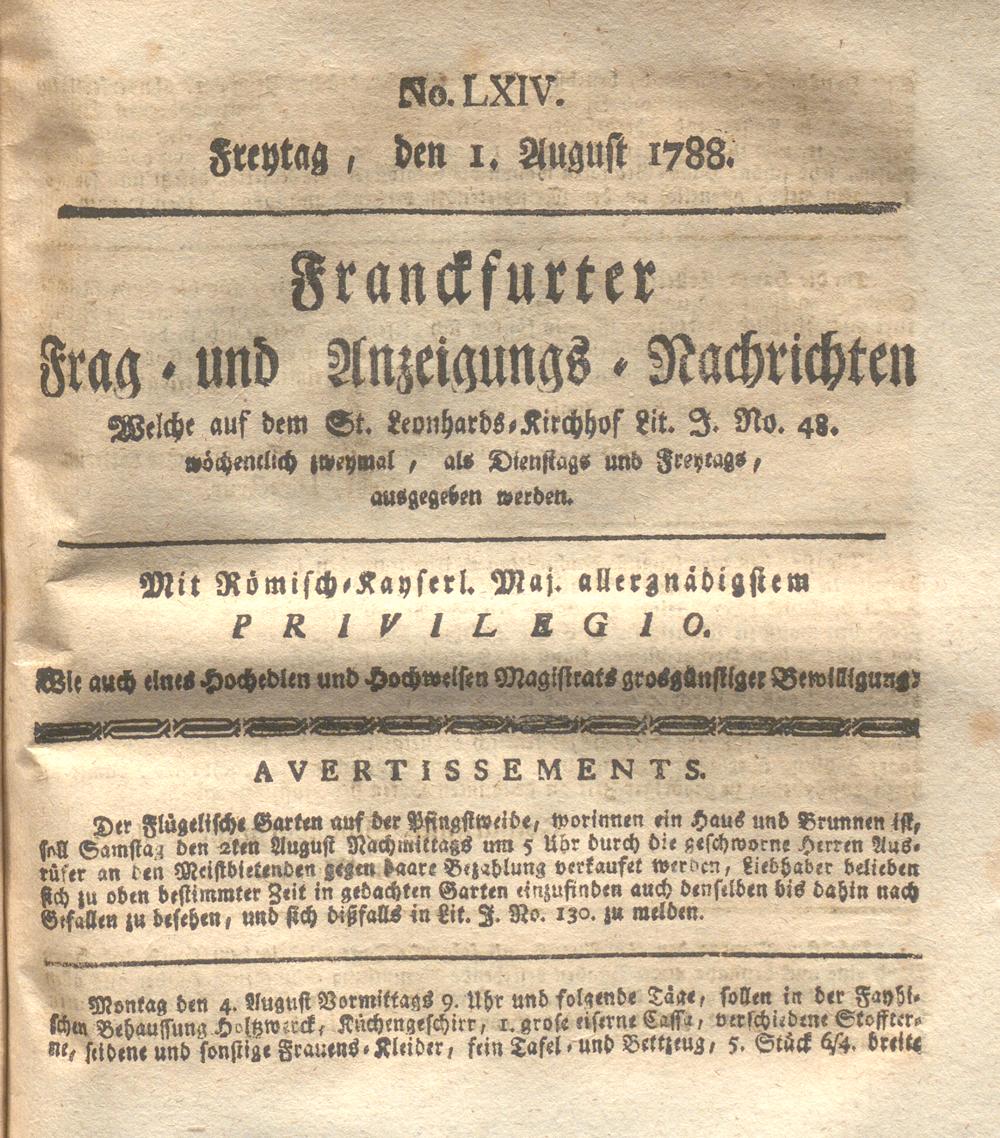 No. LXIV.
Freytag, den 1. August 1788.
Franckfurter
Frag-und Anzeigungs-Nachrichten
Welche auf dem St. Leonhards-Kirchhof Lit. J. No. 48.
wöchentlich zweymal, als Dienstags und Freytags,
ausgegeben werden.
Mit Römisch-Kayserl. Maj. allergnädigstem
PRIVILEGIO.
Wie auch eines Hochedlen und Hochweisen Magistrats grosgünstiger Bewilligung.
AVERTISSEMENTS.
Der Flügelische Garten auf der Pfingstweide, worinnen ein Haus und Brunnen ist,
soll Samstag den 2ten August Nachmittags um 5 Uhr durch die geschworne Herren Aus-
rüfer an den Meistbietenden gegen baare Bezahlung verkaufet werden, Liebhaber belieben
sich zu oben bestimmter Zeit in gedachten Garten einzufinden auch denselben bis dahin nach
Gefallen zu besehen, und sich dißfalls in Lit. J. No. 130. zu melden.
Montag den 4. August Vormittags 9. Uhr und folgende Täge, sollen in der Fayhi-
schen Behaussung Holtzwerck, Küchengeschirr, 1. grose eiserne Cassa, verschiedene Stoffter-
ne, seidene und sonstige Frauens-Kleider, fein Tafel-und Bettzeug, 5. Stück 6/4. breite